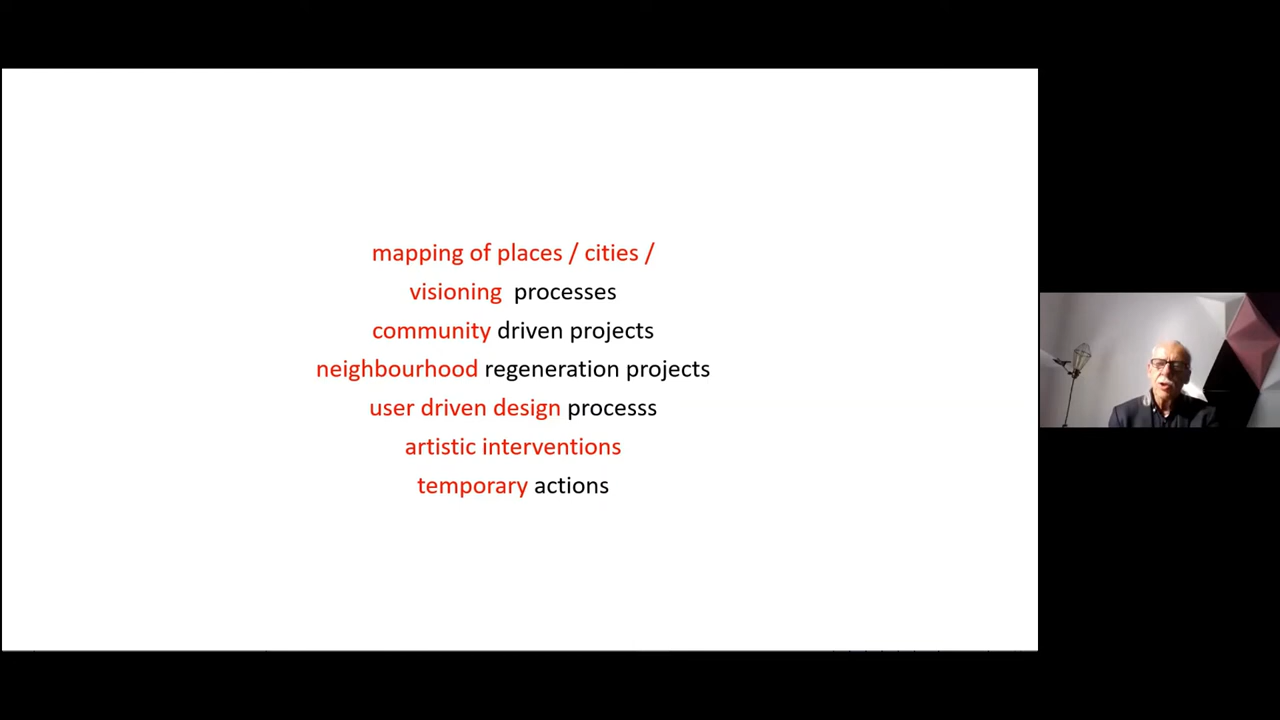 mapping of places / cities /
visioning processes
community driven projects
neighbourhood regeneration projects
user driven design processs
artistic interventions
temporary actions